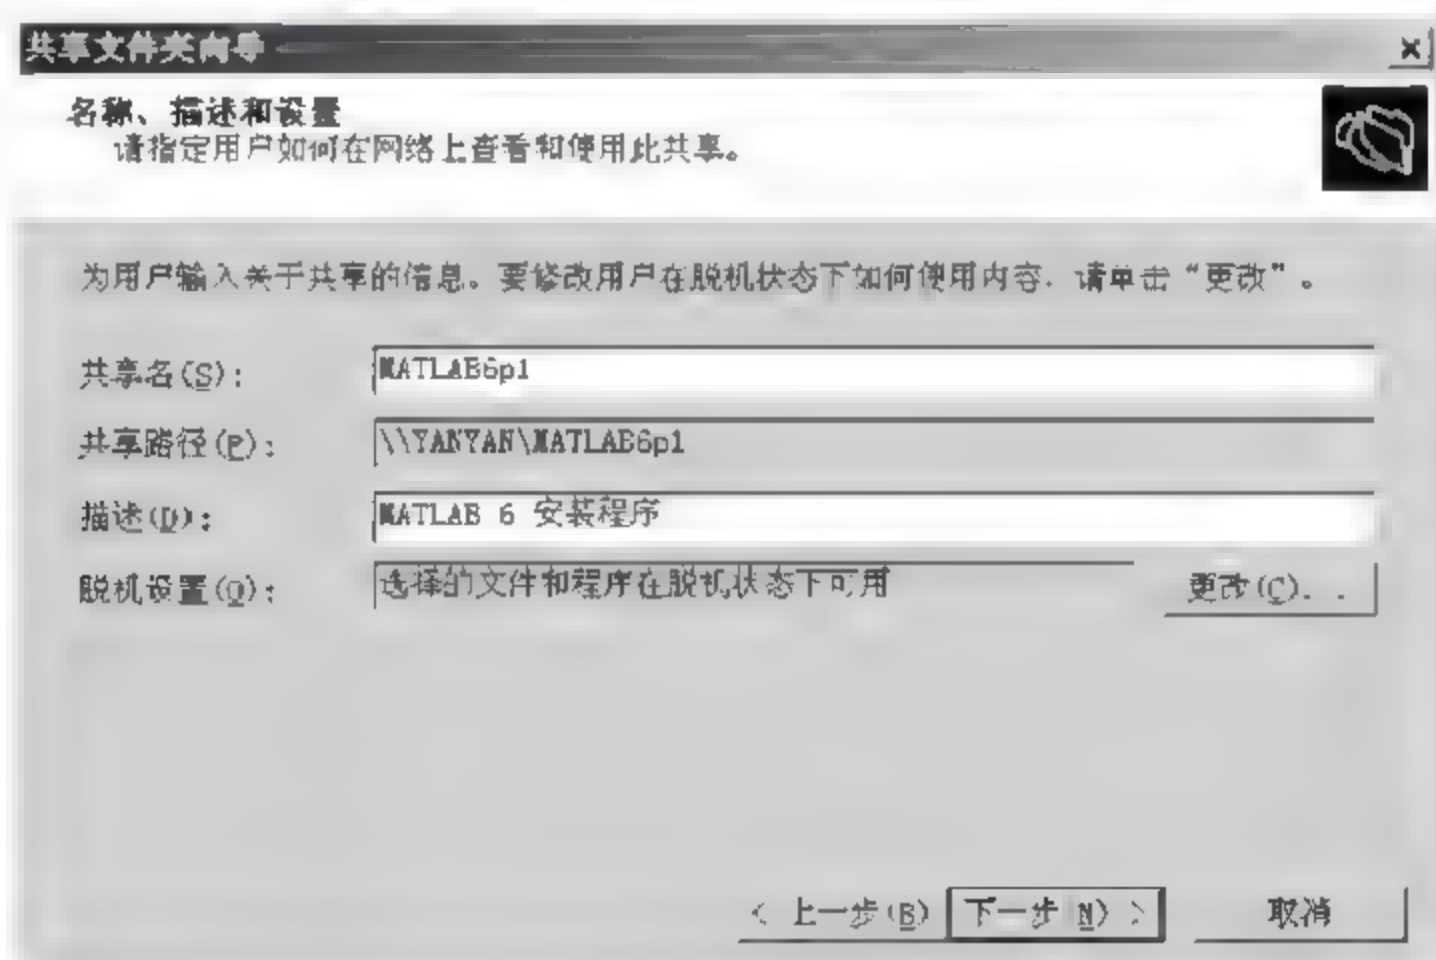 共享文件夹向导
名称、描述和设置
请指定用户如何在网络上查看和使用此共享。
为用户输入关于共享的信息。要修改用户在脱机状态下如何使用内容，请单击“更改”。
共享名(S): MATLAB6p1
共享路径(P): \\YANYAN\MATLAB6p1
描述(D): MATLAB 6 安装程序
脱机设置(O): 选择的文件和程序在脱机状态下可用 更改(C)...
< 上一步(B) 下一步(N) > 取消